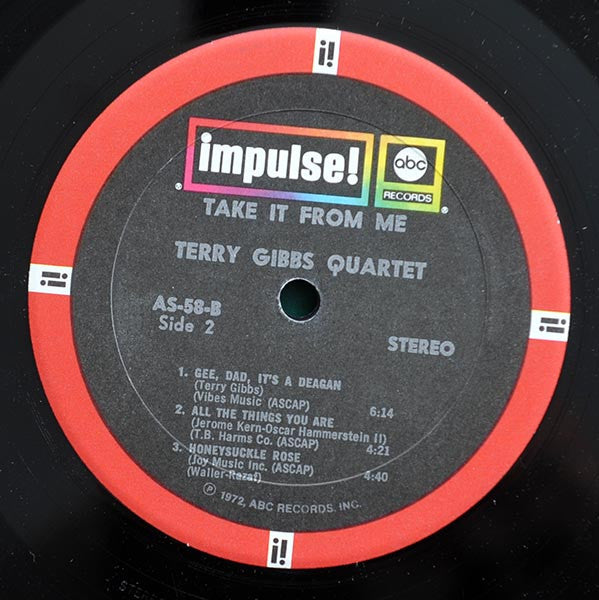 i!
impulse!
abc
RECORDS
TAKE IT FROM ME
TERRY GIBBS QUARTET
i!
i!
AS-58-B
Side 2
STEREO
1. GEE, DAD, IT'S A DEAGAN
(Terry Gibbs)
(Vibes Music (ASCAP) 6:14
2. ALL THE THINGS YOU ARE
(Jerome Kern-Oscar Hammerstein II)
(T.B. Harms Co. (ASCAP) 4:21
3. HONEYSUCKLE ROSE
(Joy Music Inc. (ASCAP)
(Waller-Razaf) 4:40
Ⓟ 1972, ABC RECORDS, INC.
i!